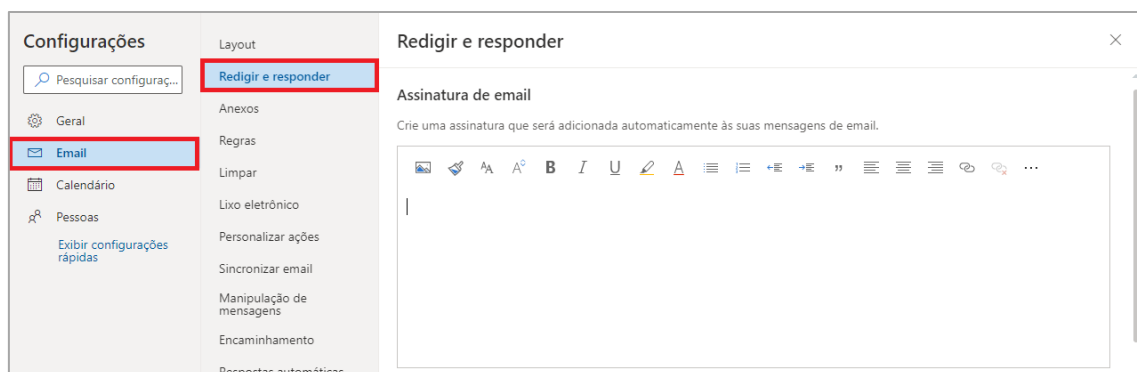 Configurações
Pesquisar configuraç...
Geral
Email
Calendário
Pessoas
Exibir configurações
rápidas
Layout
Redigir e responder
Anexos
Regras
Limpar
Lixo eletrônico
Personalizar ações
Sincronizar email
Manipulação de
mensagens
Encaminhamento
Respostas automáticas
Redigir e responder
Assinatura de email
Crie uma assinatura que será adicionada automaticamente às suas mensagens de email.